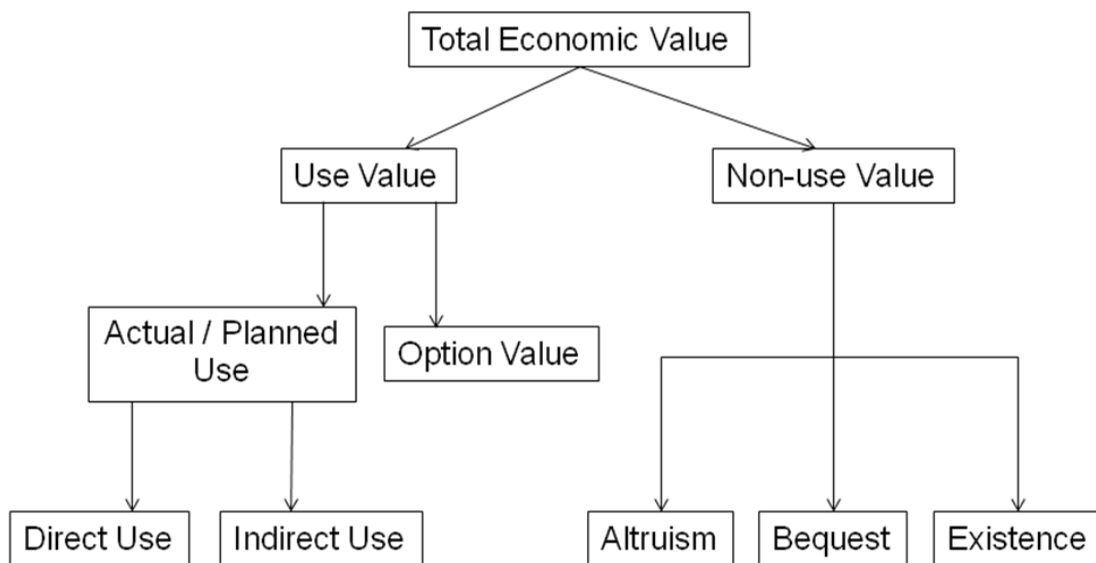 Total Economic Value
Use Value
Non-use Value
Actual / Planned
Use
Option Value
Direct Use
Indirect Use
Altruism
Bequest
Existence